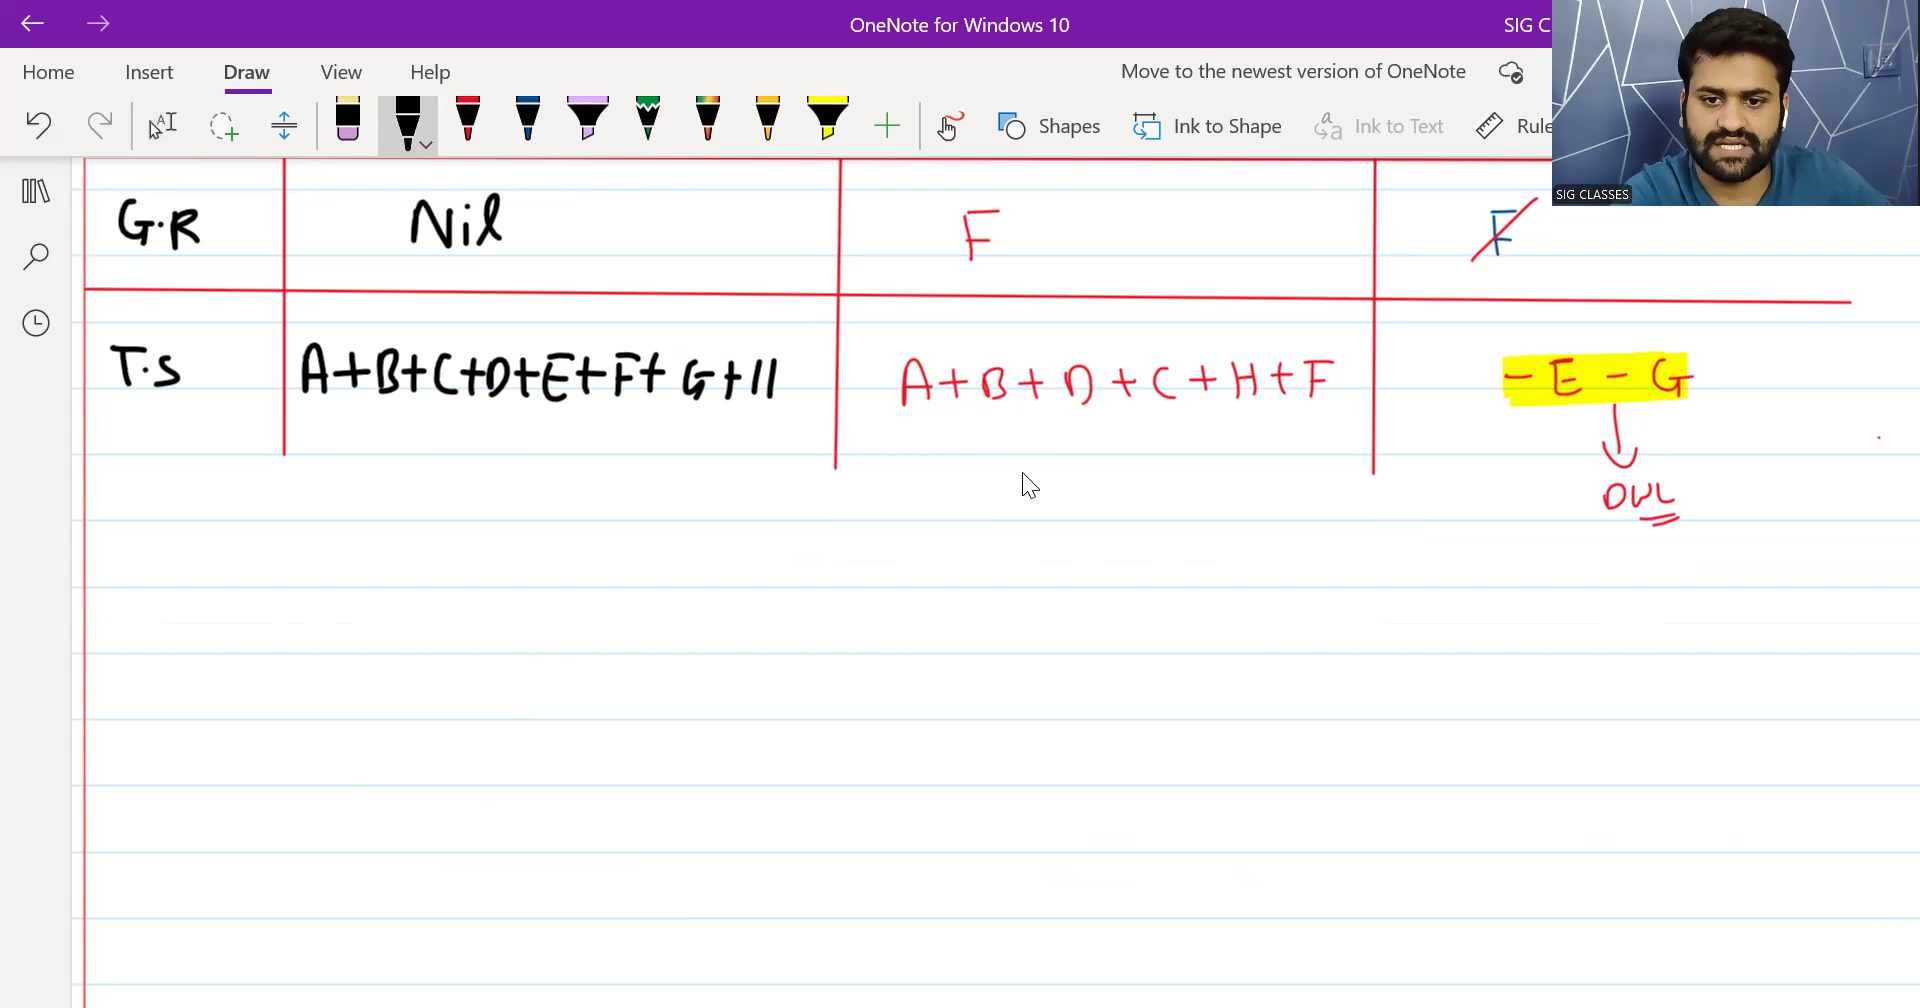 OneNote for Windows 10
SIG C
Home Insert Draw View Help
Move to the newest version of OneNote
Shapes Ink to Shape Ink to Text Rule
SIG CLASSES
G.R Nil F F
T.S A+B+C+D+E+F+G+H A+B+D+C+H+F -E-G
DWL